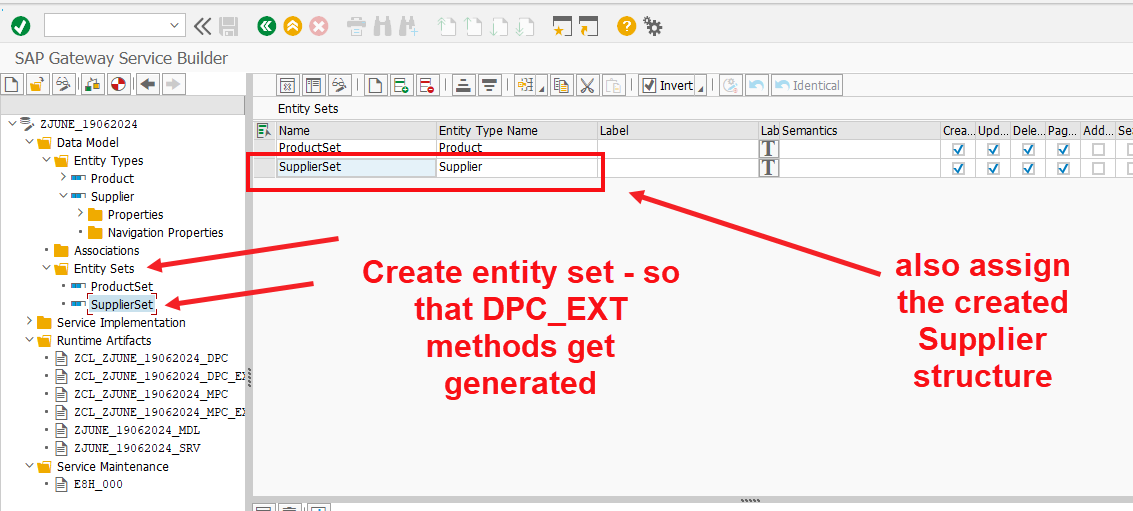 SAP Gateway Service Builder
Invert
Identical
ZJUNE_19062024
Data Model
Entity Types
Product
Supplier
Properties
Navigation Properties
Associations
Entity Sets
ProductSet
SupplierSet
Service Implementation
Runtime Artifacts
ZCL_ZJUNE_19062024_DPC
ZCL_ZJUNE_19062024_DPC_EX
ZCL_ZJUNE_19062024_MPC
ZCL_ZJUNE_19062024_MPC_EX
ZJUNE_19062024_MDL
ZJUNE_19062024_SRV
Service Maintenance
E8H_000
Entity Sets
Name Entity Type Name Label Lab Semantics Crea... Upd... Dele... Pag... Add... Se
ProductSet Product T
SupplierSet Supplier T
Create entity set - so
that DPC_EXT
methods get
generated
also assign
the created
Supplier
structure